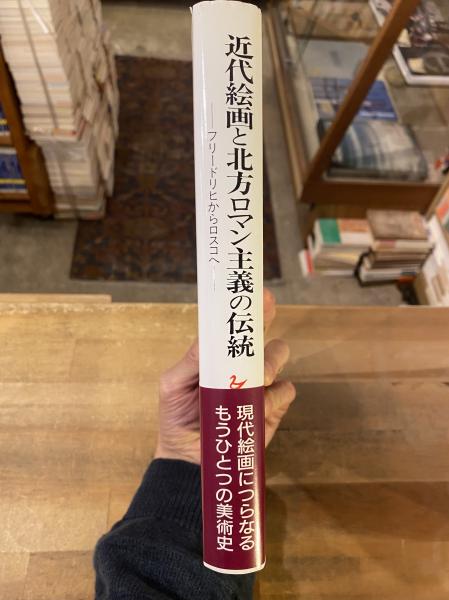 近代絵画と北方ロマン主義の伝統
──フリードリヒからロスコへ──
現代絵画につらなる
もうひとつの美術史